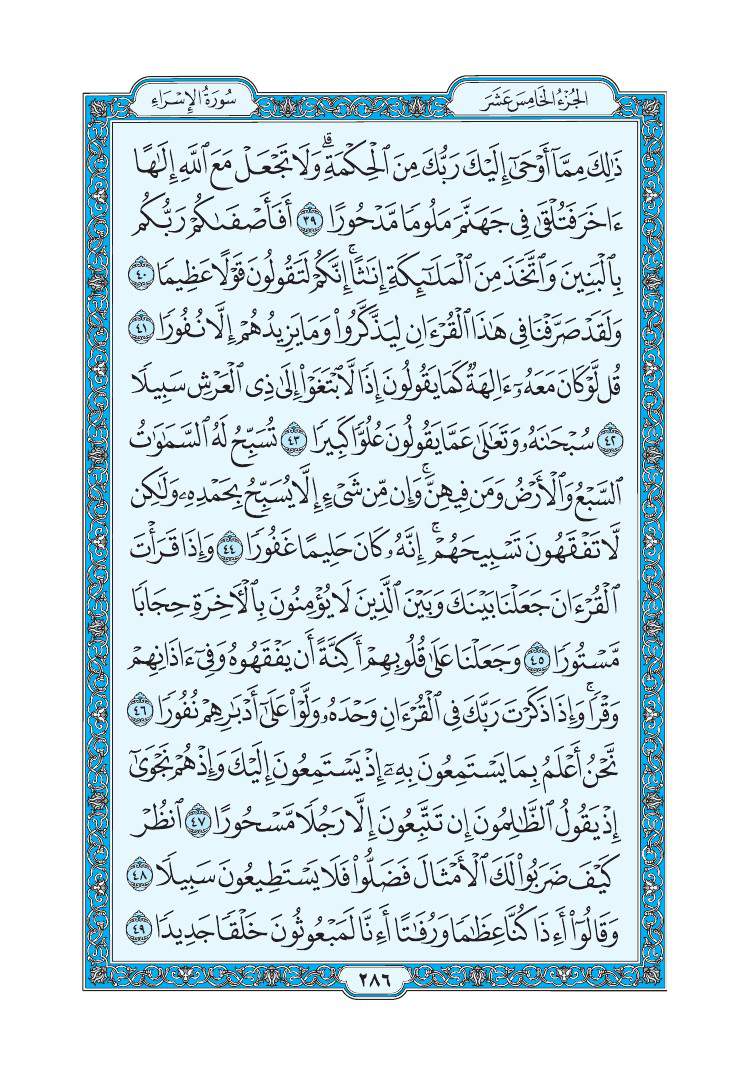 الجُزْءُ الخَامِسَ عَشَرَ
سُورَةُ الإِسْرَاءِ
ذَٰلِكَ مِمَّآ أَوْحَىٰٓ إِلَيْكَ رَبُّكَ مِنَ ٱلْحِكْمَةِۗ وَلَا تَجْعَلْ مَعَ ٱللَّهِ إِلَٰهًا
ءَاخَرَ فَتُلْقَىٰ فِى جَهَنَّمَ مَلُومًا مَّدْحُورًا ٣٩ أَفَأَصْفَىٰكُمْ رَبُّكُم
بِٱلْبَنِينَ وَٱتَّخَذَ مِنَ ٱلْمَلَٰٓئِكَةِ إِنَٰثًاۚ إِنَّكُمْ لَتَقُولُونَ قَوْلًا عَظِيمًا ٤٠
وَلَقَدْ صَرَّفْنَا فِى هَٰذَا ٱلْقُرْءَانِ لِيَذَّكَّرُوا۟ وَمَا يَزِيدُهُمْ إِلَّا نُفُورًا ٤١
قُل لَّوْ كَانَ مَعَهُۥٓ ءَالِهَةٌ كَمَا يَقُولُونَ إِذًا لَّٱبْتَغَوْا۟ إِلَىٰ ذِى ٱلْعَرْشِ سَبِيلًا
٤٢ سُبْحَٰنَهُۥ وَتَعَٰلَىٰ عَمَّا يَقُولُونَ عُلُوًّا كَبِيرًا ٤٣ تُسَبِّحُ لَهُ ٱلسَّمَٰوَٰتُ
ٱلسَّبْعُ وَٱلْأَرْضُ وَمَن فِيهِنَّۚ وَإِن مِّن شَىْءٍ إِلَّا يُسَبِّحُ بِحَمْدِهِۦ وَلَٰكِن
لَّا تَفْقَهُونَ تَسْبِيحَهُمْۚ إِنَّهُۥ كَانَ حَلِيمًا غَفُورًا ٤٤ وَإِذَا قَرَأْتَ
ٱلْقُرْءَانَ جَعَلْنَا بَيْنَكَ وَبَيْنَ ٱلَّذِينَ لَا يُؤْمِنُونَ بِٱلْءَاخِرَةِ حِجَابًا
مَّسْتُورًا ٤٥ وَجَعَلْنَا عَلَىٰ قُلُوبِهِمْ أَكِنَّةً أَن يَفْقَهُوهُ وَفِىٓ ءَاذَانِهِمْ
وَقْرًاۚ وَإِذَا ذَكَرْتَ رَبَّكَ فِى ٱلْقُرْءَانِ وَحْدَهُۥ وَلَّوْا۟ عَلَىٰٓ أَدْبَٰرِهِمْ نُفُورًا ٤٦
نَّحْنُ أَعْلَمُ بِمَا يَسْتَمِعُونَ بِهِۦٓ إِذْ يَسْتَمِعُونَ إِلَيْكَ وَإِذْ هُمْ نَجْوَىٰٓ
إِذْ يَقُولُ ٱلظَّٰلِمُونَ إِن تَتَّبِعُونَ إِلَّا رَجُلًا مَّسْحُورًا ٤٧ ٱنظُرْ
كَيْفَ ضَرَبُوا۟ لَكَ ٱلْأَمْثَالَ فَضَلُّوا۟ فَلَا يَسْتَطِيعُونَ سَبِيلًا ٤٨
وَقَالُوٓا۟ أَءِذَا كُنَّا عِظَٰمًا وَرُفَٰتًا أَءِنَّا لَمَبْعُوثُونَ خَلْقًا جَدِيدًا ٤٩
٢٨٦